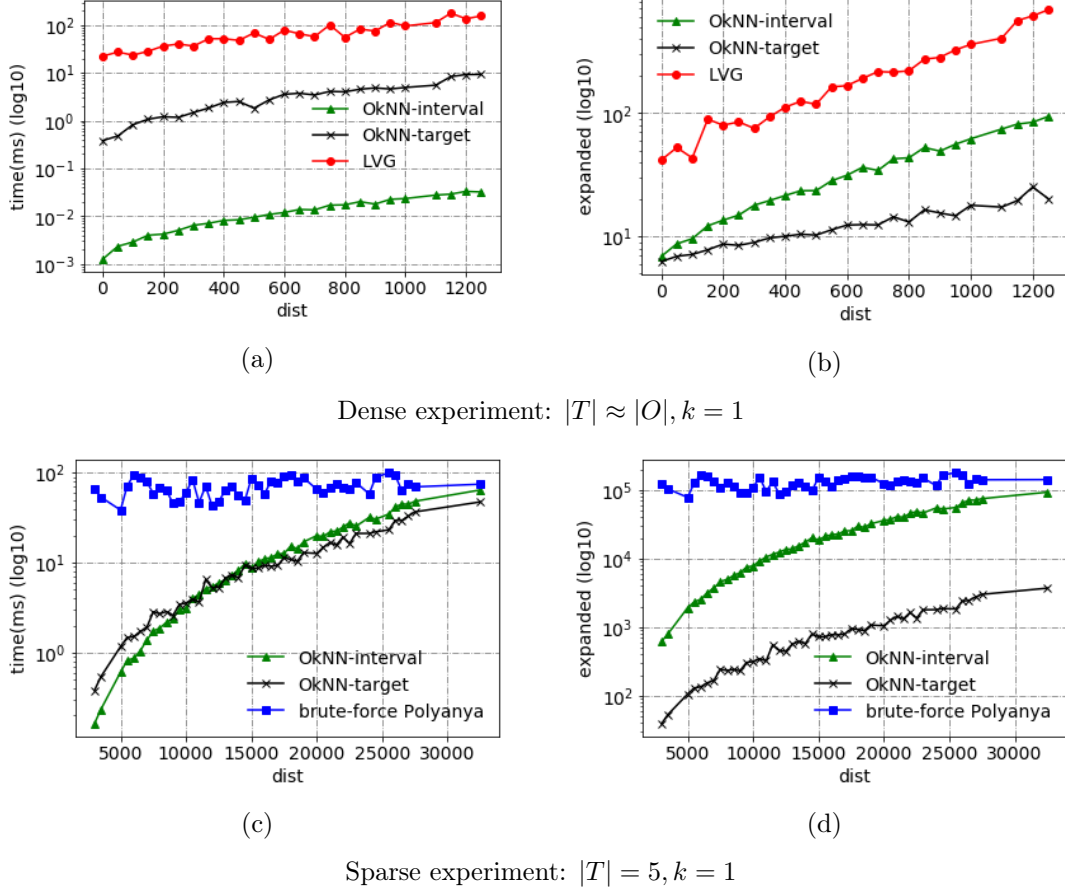 time(ms) (log10)
10²
10¹
10⁰
10⁻¹
10⁻²
10⁻³
OkNN-interval
OkNN-target
LVG
0 200 400 600 800 1000 1200
dist
(a)
expanded (log10)
10²
10¹
OkNN-interval
OkNN-target
LVG
0 200 400 600 800 1000 1200
dist
(b)
Dense experiment: |T| ≈ |O|, k = 1
time(ms) (log10)
10²
10¹
10⁰
OkNN-interval
OkNN-target
brute-force Polyanya
5000 10000 15000 20000 25000 30000
dist
(c)
expanded (log10)
10⁵
10⁴
10³
10²
OkNN-interval
OkNN-target
brute-force Polyanya
5000 10000 15000 20000 25000 30000
dist
(d)
Sparse experiment: |T| = 5, k = 1